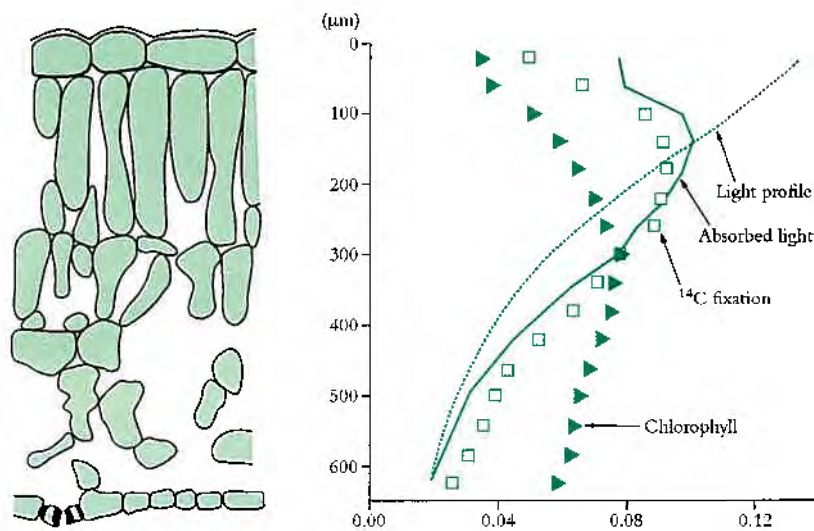 (μm)
0
100
200
300
400
500
600
Light profile
Absorbed light
¹⁴C fixation
Chlorophyll
0.00
0.04
0.08
0.12